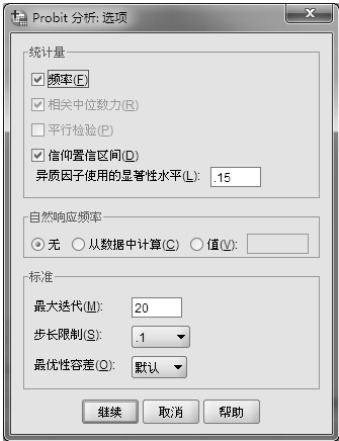 Probit 分析: 选项
统计量
频率(F)
相关中位数力(R)
平行检验(P)
信仰置信区间(D)
异质因子使用的显著性水平(L): .15
自然响应频率
无 从数据中计算(C) 值(V):
标准
最大迭代(M): 20
步长限制(S): .1
最优性容差(O): 默认
继续 取消 帮助